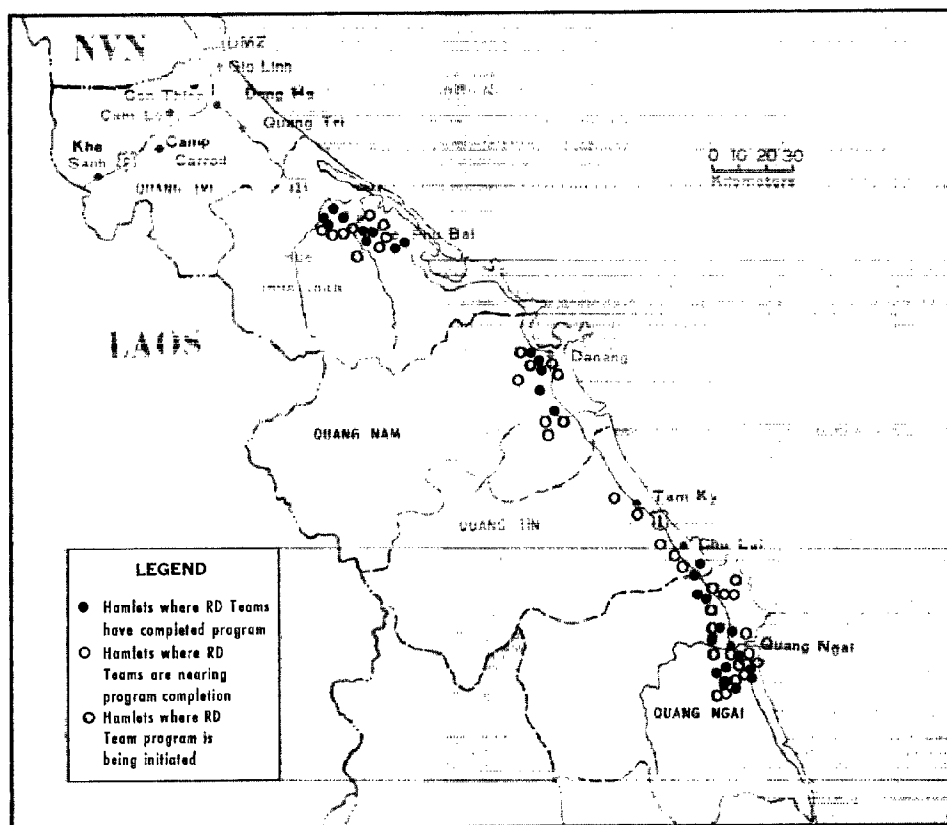 NVN
DMZ
Gio Linh
Con Thien
Dong Ha
Cam Lo
Quang Tri
Khe
Sanh
Camp
Carroll
0 10 20 30
Kilometers
QUANG TRI
Phu Bai
Hue
LAOS
Danang
QUANG NAM
Tam Ky
QUANG TIN
1
Chu Lai
LEGEND
Hamlets where RD Teams
have completed program
Hamlets where RD
Teams are nearing
program completion
Hamlets where RD
Team program is
being initiated
Quang Ngai
QUANG NGAI